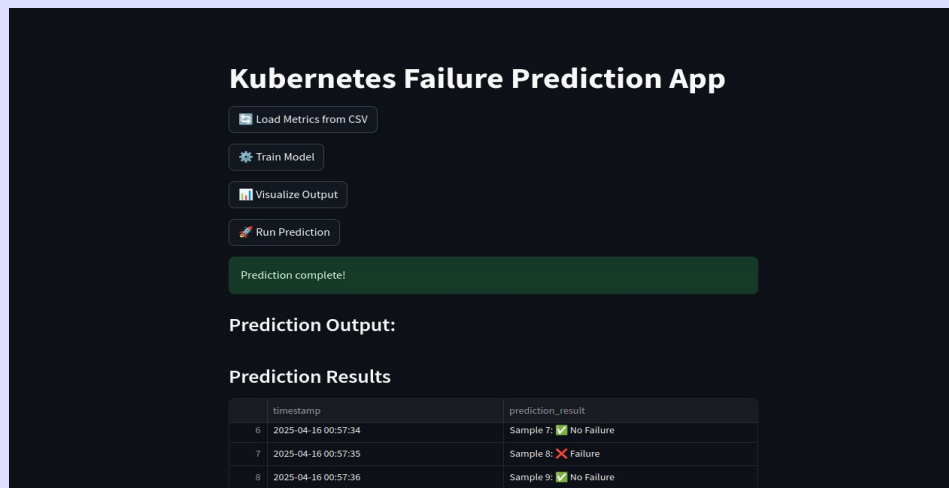 Kubernetes Failure Prediction App
🔄 Load Metrics from CSV
⚙️ Train Model
📊 Visualize Output
🚀 Run Prediction
Prediction complete!
Prediction Output:
Prediction Results
timestamp prediction_result
6 2025-04-16 00:57:34 Sample 7: ✅ No Failure
7 2025-04-16 00:57:35 Sample 8: ❌ Failure
8 2025-04-16 00:57:36 Sample 9: ✅ No Failure